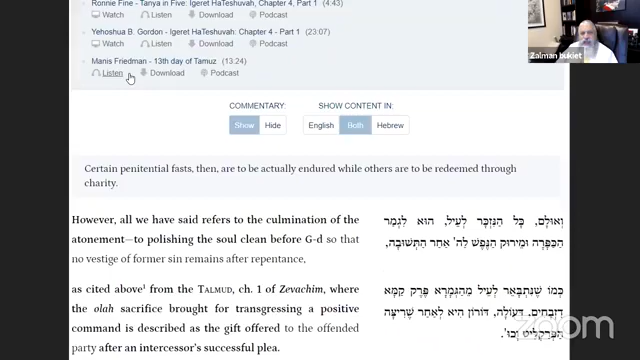 Ronnie Fine - Tanya in Five: Igeret HaTeshuvah, Chapter 4, Part 1 (4:43)
Watch Listen Download Podcast
Yehoshua B. Gordon - Igeret HaTeshuvah: Chapter 4 - Part 1 (23:07)
Watch Listen Download Podcast
Manis Friedman - 13th day of Tamuz (13:24)
Listen Download Podcast
Zalman bukiet
COMMENTARY: SHOW CONTENT IN:
Show Hide English Both Hebrew
Certain penitential fasts, then, are to be actually endured while others are to be redeemed through
charity.
However, all we have said refers to the culmination of the
atonement—to polishing the soul clean before G-d so that
no vestige of former sin remains after repentance,
as cited above1 from the TALMUD, ch. 1 of Zevachim, where
the olah sacrifice brought for transgressing a positive
command is described as the gift offered to the offended
party after an intercessor's successful plea.
וְאוּלָם, כָּל הַנִּזְכָּר לְעֵיל, הוּא לִגְמַר
הַכַּפָּרָה וּמֵירוּק הַנֶּפֶשׁ לַה' אַחַר הַתְּשׁוּבָה,
כְּמוֹ שֶׁנִּתְבָּאֵר לְעֵיל מֵהַגְּמָרָא פֶּרֶק קַמָּא
דִזְבָחִים. דְּעוֹלָה, דּוֹרוֹן הִיא לְאַחַר שֶׁרִיצָּה
הַפְּרַקְלִיט וְכוּ'.
zoom